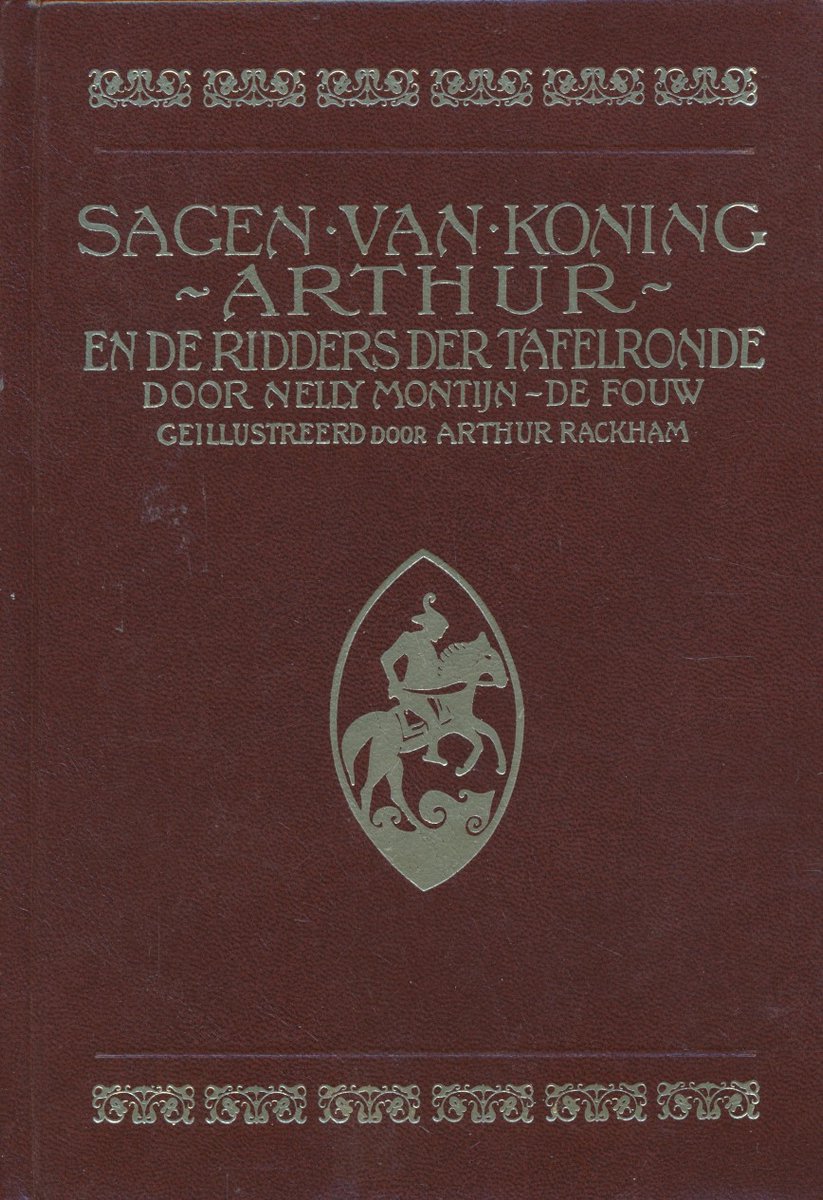 SAGEN·VAN·KONING
~ARTHUR~
EN DE RIDDERS DER TAFELRONDE
DOOR NELLY MONTIJN-DE FOUW
GEILLUSTREERD DOOR ARTHUR RACKHAM